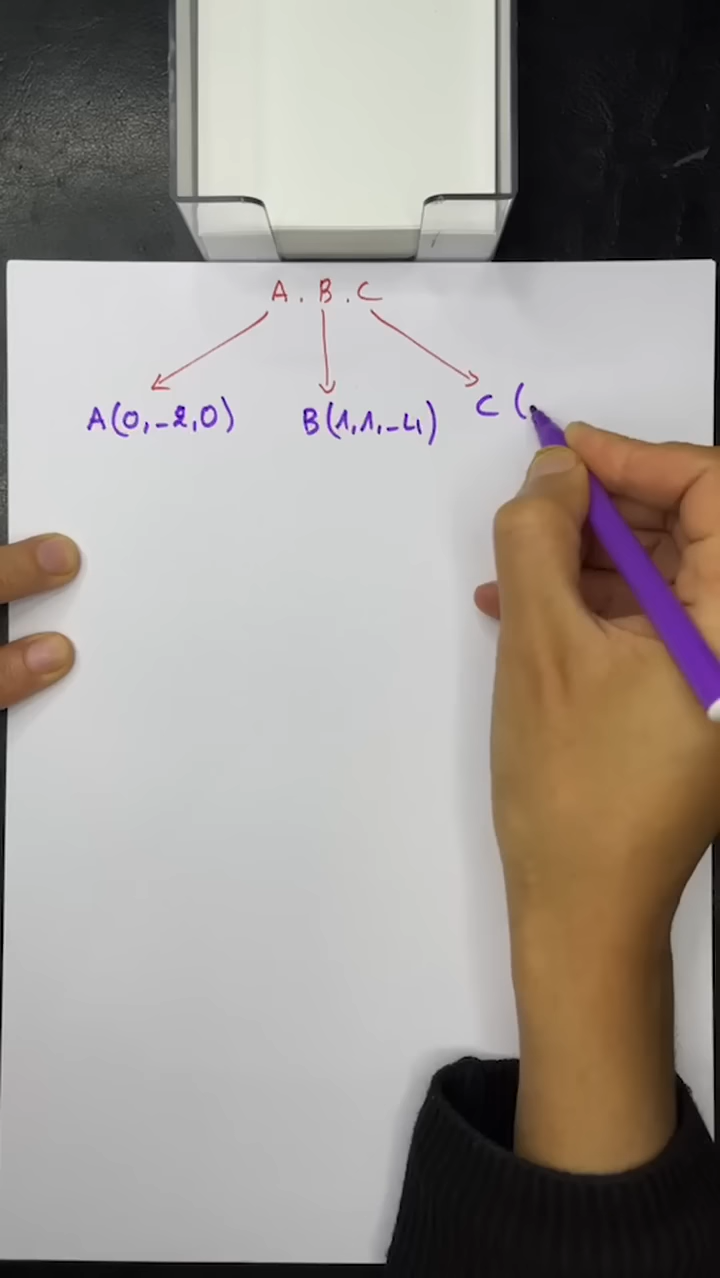 A . B . C
A(0,-2,0) B(1,1,-4) C (